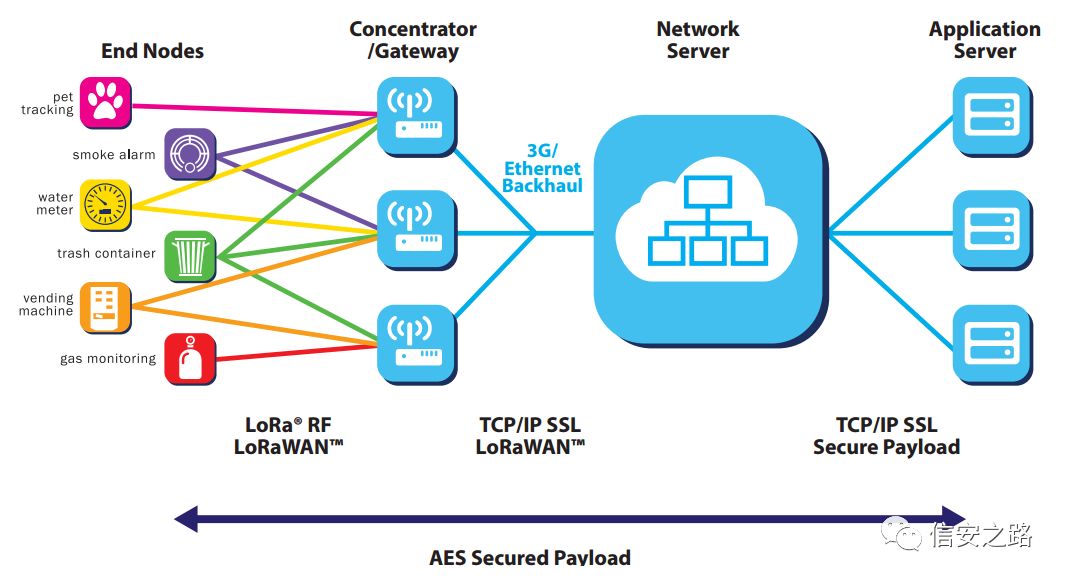 End Nodes
Concentrator
/Gateway
Network
Server
Application
Server
pet
tracking
smoke alarm
water
meter
trash container
vending
machine
gas monitoring
3G/
Ethernet
Backhaul
LoRa® RF
LoRaWAN™
TCP/IP SSL
LoRaWAN™
TCP/IP SSL
Secure Payload
AES Secured Payload
信安之路